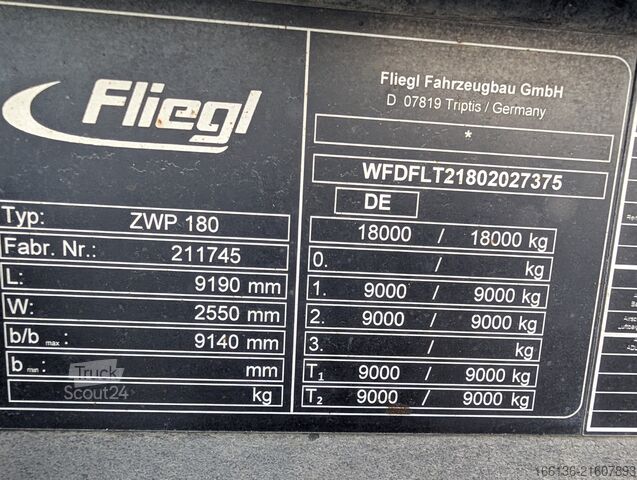 Fliegl
Typ: ZWP 180
Fabr. Nr.: 211745
L: 9190 mm
W: 2550 mm
b/b max : 9140 mm
b min : mm
kg
Fliegl Fahrzeugbau GmbH
D 07819 Triptis / Germany
*
WFDFLT21802027375
DE
18000 / 18000 kg
0. / kg
1. 9000 / 9000 kg
2. 9000 / 9000 kg
3. / kg
T₁ 9000 / 9000 kg
T₂ 9000 / 9000 kg
Truck
Scout24
166136-21607893